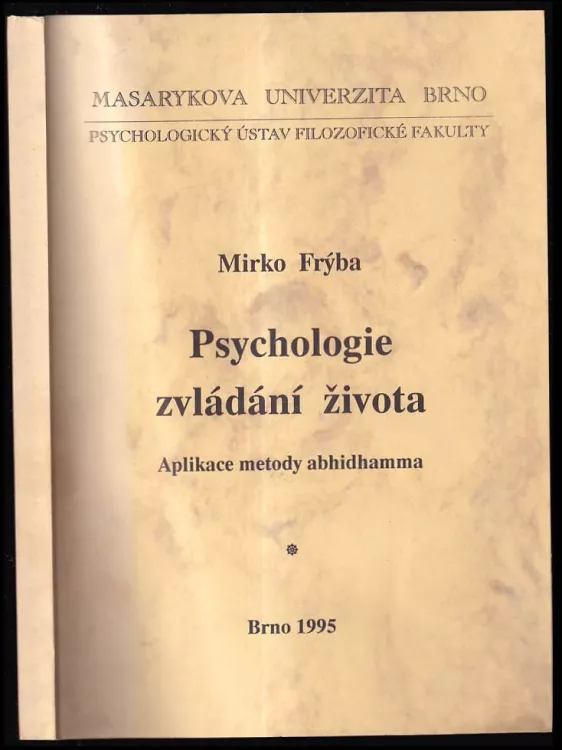 MASARYKOVA UNIVERZITA BRNO
PSYCHOLOGICKÝ ÚSTAV FILOZOFICKÉ FAKULTY
Mirko Frýba
Psychologie
zvládání života
Aplikace metody abhidhamma
Brno 1995